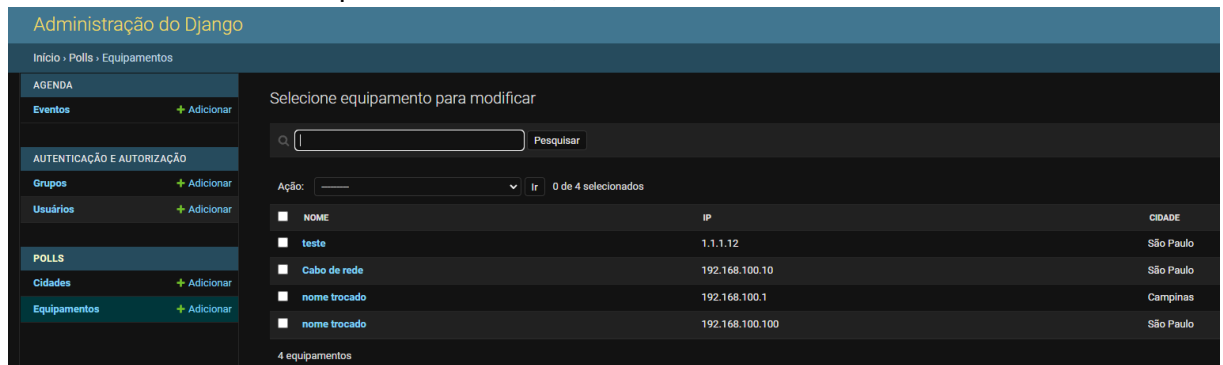 Administração do Django
Início › Polls › Equipamentos
AGENDA
Eventos + Adicionar
AUTENTICAÇÃO E AUTORIZAÇÃO
Grupos + Adicionar
Usuários + Adicionar
POLLS
Cidades + Adicionar
Equipamentos + Adicionar
Selecione equipamento para modificar
Pesquisar
Ação: --------- Ir 0 de 4 selecionados
NOME IP CIDADE
teste 1.1.1.12 São Paulo
Cabo de rede 192.168.100.10 São Paulo
nome trocado 192.168.100.1 Campinas
nome trocado 192.168.100.100 São Paulo
4 equipamentos